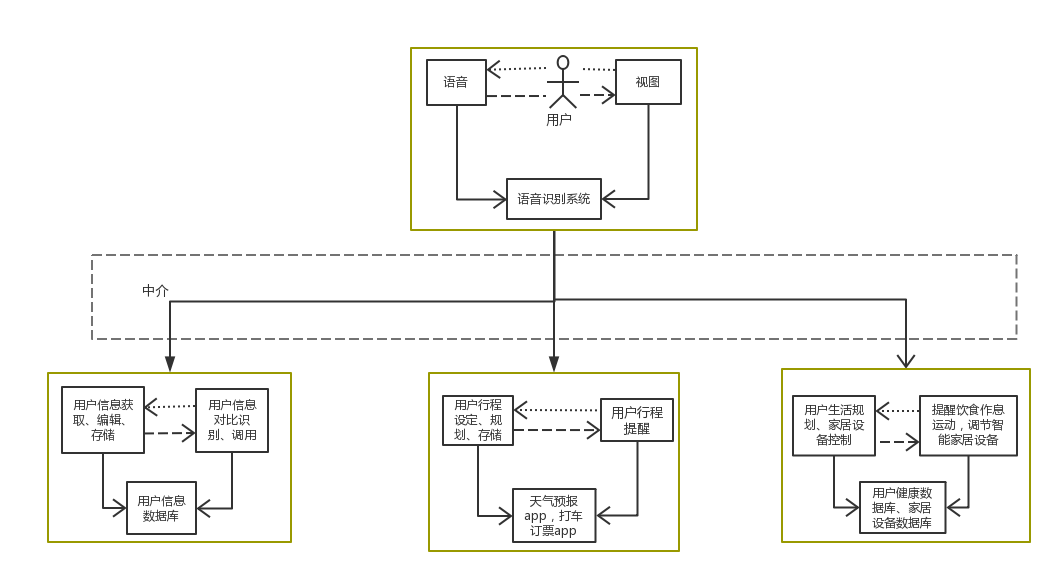 语音
视图
用户
语音识别系统
中介
用户信息获
取、编辑、
存储
用户信息
对比识
别、调用
用户信息
数据库
用户行程
设定、规
划、存储
用户行程
提醒
天气预报
app，打车
订票app
用户生活规
划、家居设
备控制
提醒饮食作息
运动，调节智
能家居设备
用户健康数
据库、家居
设备数据库